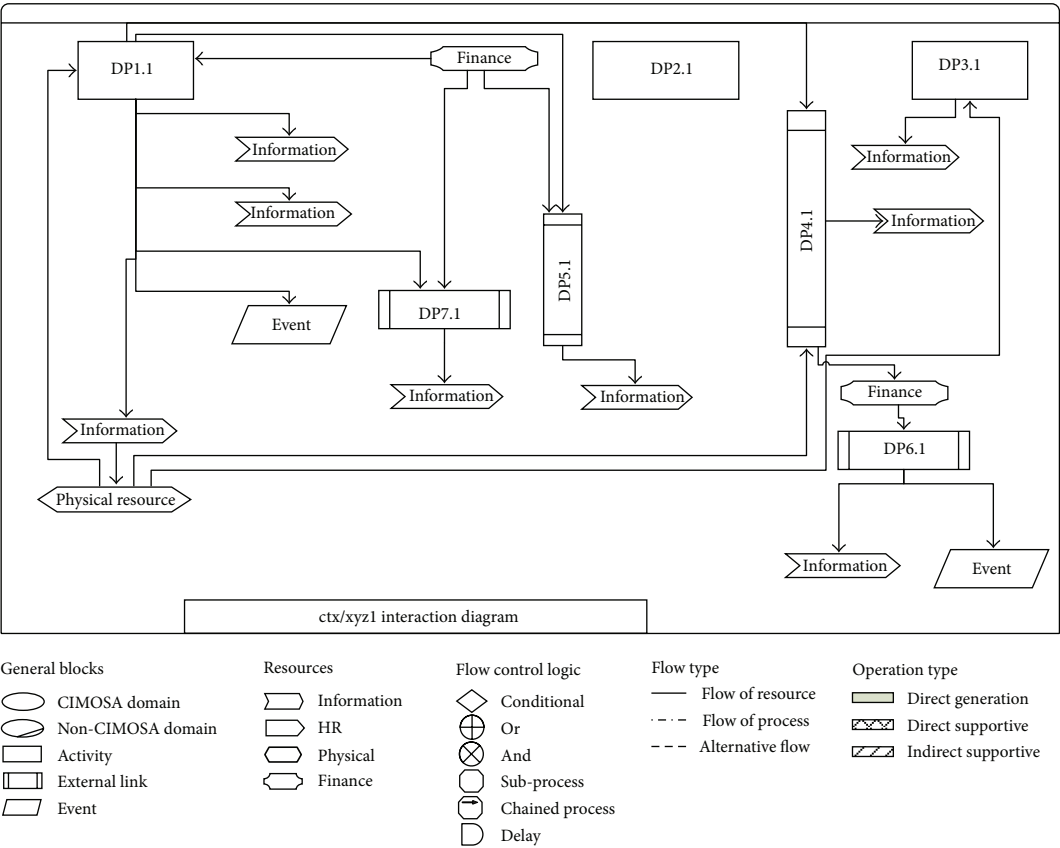 DP1.1
Finance
DP2.1
DP3.1
Information
Information
Information
DP4.1
Information
DP5.1
Event
DP7.1
Information
Information
Finance
Information
DP6.1
Physical resource
Information
Event
ctx/xyz1 interaction diagram
General blocks
CIMOSA domain
Non-CIMOSA domain
Activity
External link
Event
Resources
Information
HR
Physical
Finance
Flow control logic
Conditional
Or
And
Sub-process
Chained process
Delay
Flow type
Flow of resource
Flow of process
Alternative flow
Operation type
Direct generation
Direct supportive
Indirect supportive